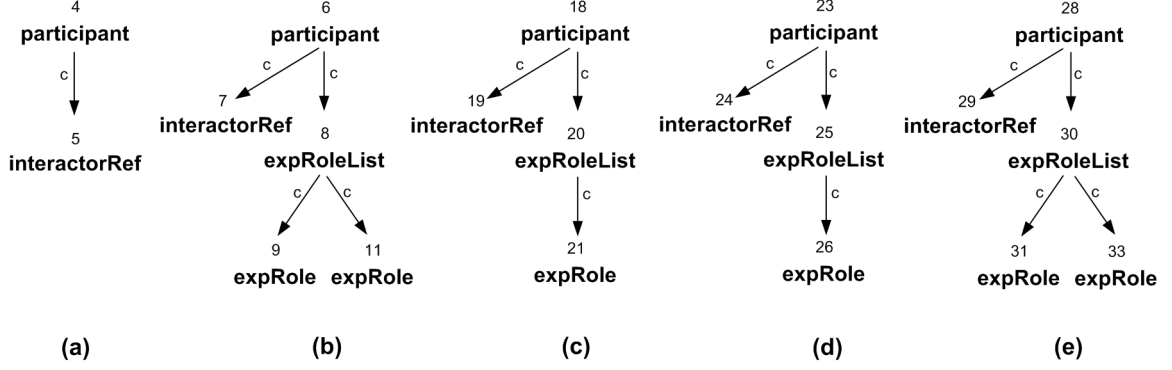 4 6 18 23 28
participant participant participant participant participant
c c c c c c c c c
7 19 24 29
interactorRef interactorRef interactorRef interactorRef
5 8 20 25 30
interactorRef expRoleList expRoleList expRoleList expRoleList
c c c c c c
9 11 21 26 31 33
expRole expRole expRole expRole expRole expRole
(a) (b) (c) (d) (e)